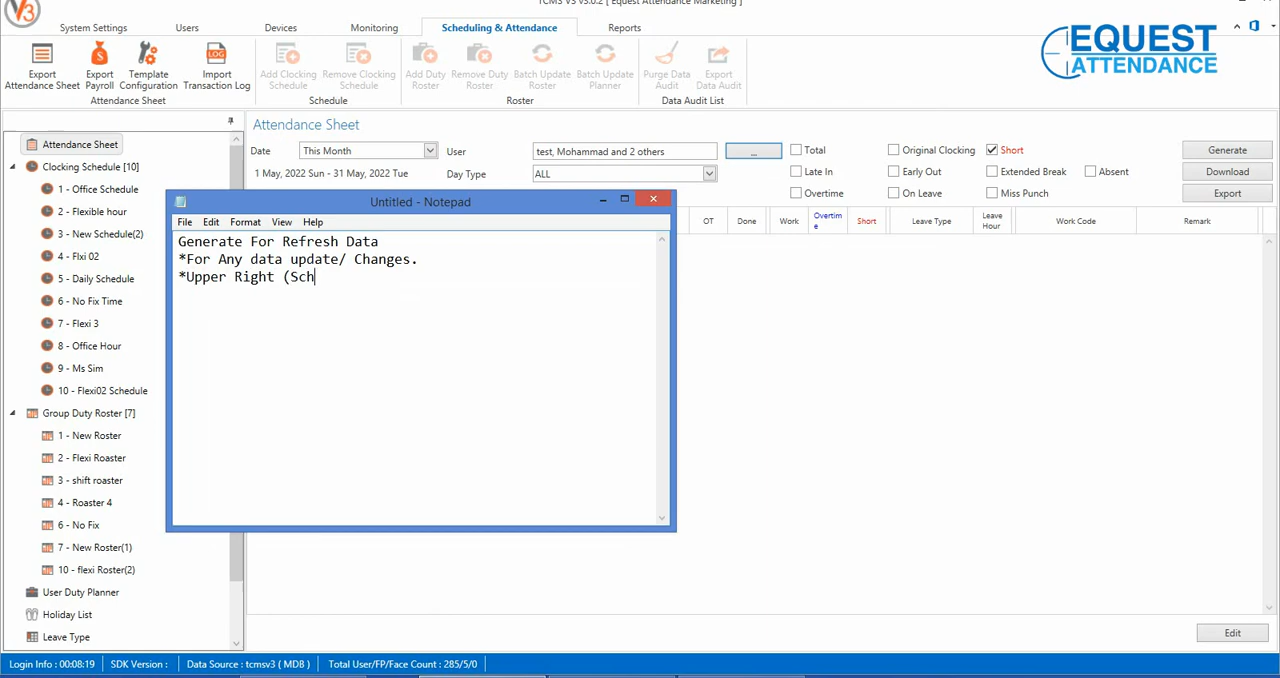 V3
TCMS V3 v3.0.2 [ Equest Attendance Marketing ]
System Settings
Users
Devices
Monitoring
Scheduling & Attendance
Reports
EQUEST
ATTENDANCE
Export
Attendance Sheet
Export
Payroll
Template
Configuration
LOG
Import
Transaction Log
Attendance Sheet
Add Clocking
Schedule
Remove Clocking
Schedule
Schedule
Add Duty
Roster
Remove Duty
Roster
Batch Update
Roster
Batch Update
Planner
Roster
Purge Data
Audit
Export
Data Audit
Data Audit List
Attendance Sheet
Clocking Schedule [10]
1 - Office Schedule
2 - Flexible hour
3 - New Schedule(2)
4 - Flxi 02
5 - Daily Schedule
6 - No Fix Time
7 - Flexi 3
8 - Office Hour
9 - Ms Sim
10 - Flexi02 Schedule
Group Duty Roster [7]
1 - New Roster
2 - Flexi Roaster
3 - shift roaster
4 - Roaster 4
6 - No Fix
7 - New Roster(1)
10 - flexi Roster(2)
User Duty Planner
Holiday List
Leave Type
Attendance Sheet
Date
This Month
User
test, Mohammad and 2 others
...
1 May, 2022 Sun - 31 May, 2022 Tue
Day Type
ALL
Total
Original Clocking
Short
Late In
Early Out
Extended Break
Absent
Overtime
On Leave
Miss Punch
Generate
Download
Export
OT
Done
Work
Overtim
e
Short
Leave Type
Leave
Hour
Work Code
Remark
Untitled - Notepad
File Edit Format View Help
Generate For Refresh Data
*For Any data update/ Changes.
*Upper Right (Sch
Edit
Login Info : 00:08:19
SDK Version :
Data Source : tcmsv3 ( MDB )
Total User/FP/Face Count : 285/5/0